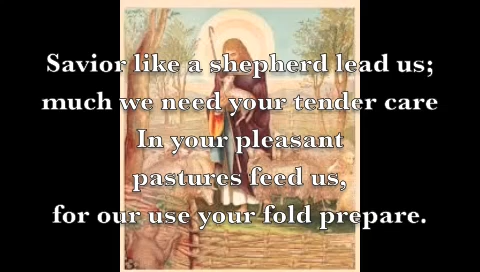 Savior like a shepherd lead us;
much we need your tender care
In your pleasant
pastures feed us,
for our use your fold prepare.